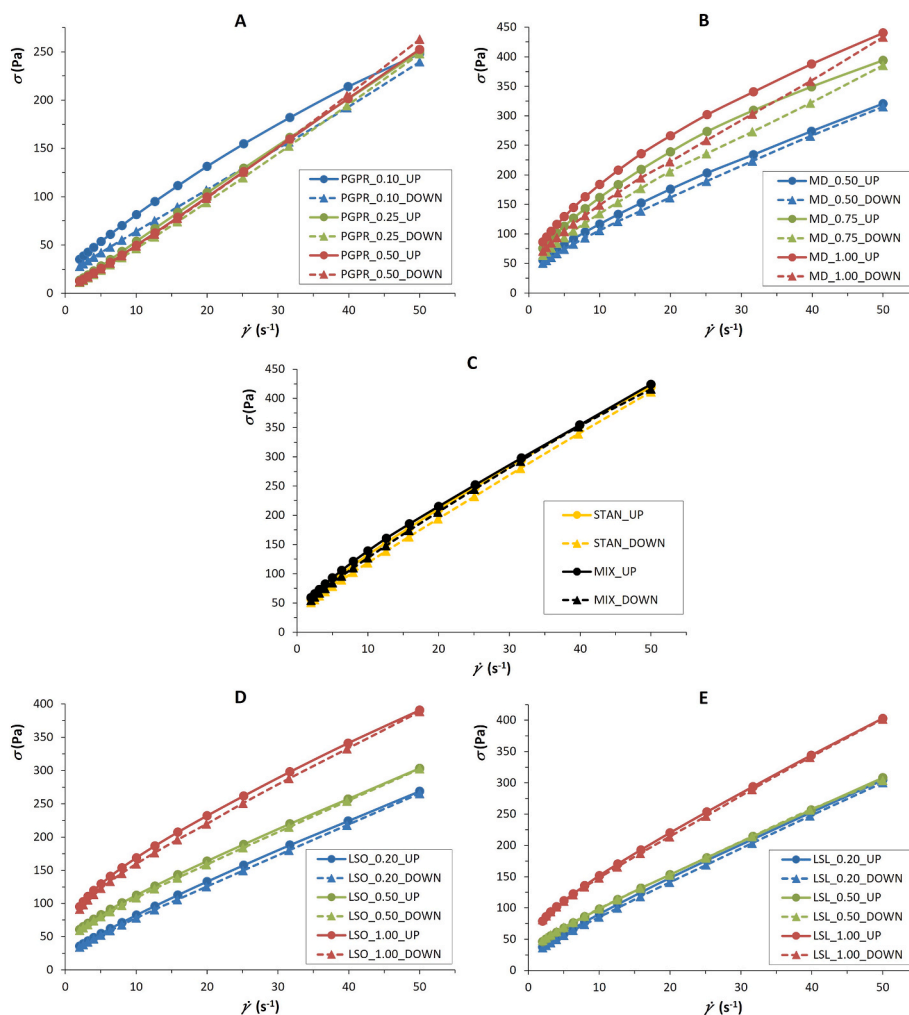 A
σ (Pa)
250
200
150
100
50
0
0 10 20 30 40 50
γ̇ (s⁻¹)
PGPR_0.10_UP
PGPR_0.10_DOWN
PGPR_0.25_UP
PGPR_0.25_DOWN
PGPR_0.50_UP
PGPR_0.50_DOWN
B
σ (Pa)
450
400
350
300
250
200
150
100
50
0
0 10 20 30 40 50
γ̇ (s⁻¹)
MD_0.50_UP
MD_0.50_DOWN
MD_0.75_UP
MD_0.75_DOWN
MD_1.00_UP
MD_1.00_DOWN
C
σ (Pa)
450
400
350
300
250
200
150
100
50
0
0 10 20 30 40 50
γ̇ (s⁻¹)
STAN_UP
STAN_DOWN
MIX_UP
MIX_DOWN
D
σ (Pa)
400
350
300
250
200
150
100
50
0
0 10 20 30 40 50
γ̇ (s⁻¹)
LSO_0.20_UP
LSO_0.20_DOWN
LSO_0.50_UP
LSO_0.50_DOWN
LSO_1.00_UP
LSO_1.00_DOWN
E
σ (Pa)
400
350
300
250
200
150
100
50
0
0 10 20 30 40 50
γ̇ (s⁻¹)
LSL_0.20_UP
LSL_0.20_DOWN
LSL_0.50_UP
LSL_0.50_DOWN
LSL_1.00_UP
LSL_1.00_DOWN